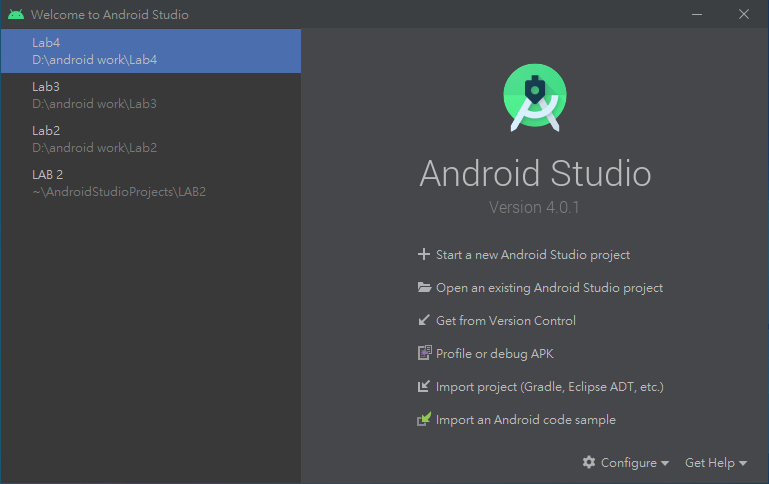 Welcome to Android Studio
Lab4
D:\android work\Lab4
Lab3
D:\android work\Lab3
Lab2
D:\android work\Lab2
LAB 2
~\AndroidStudioProjects\LAB2
Android Studio
Version 4.0.1
Start a new Android Studio project
Open an existing Android Studio project
Get from Version Control
Profile or debug APK
Import project (Gradle, Eclipse ADT, etc.)
Import an Android code sample
Configure
Get Help